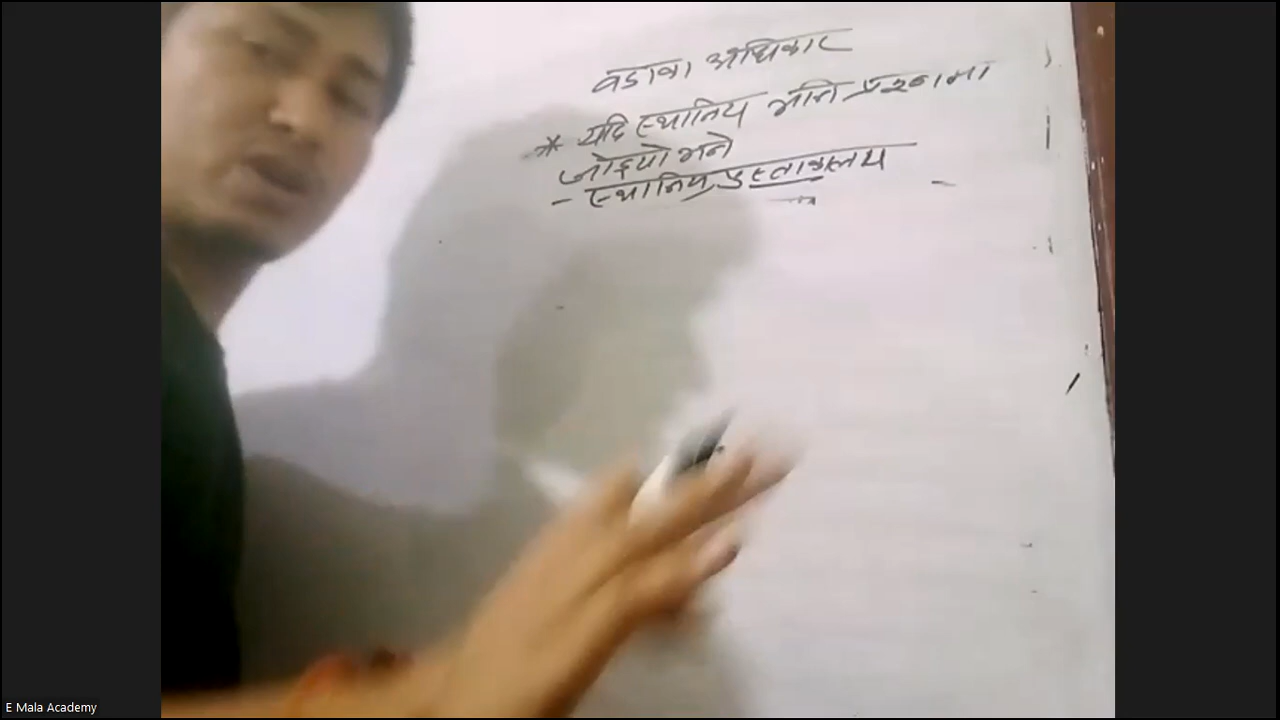 वडाका अधिकार
* यदि स्थानिय भनि प्रश्नमा
जोडियो भने
- स्थानिय पुस्तकालय
E Mala Academy